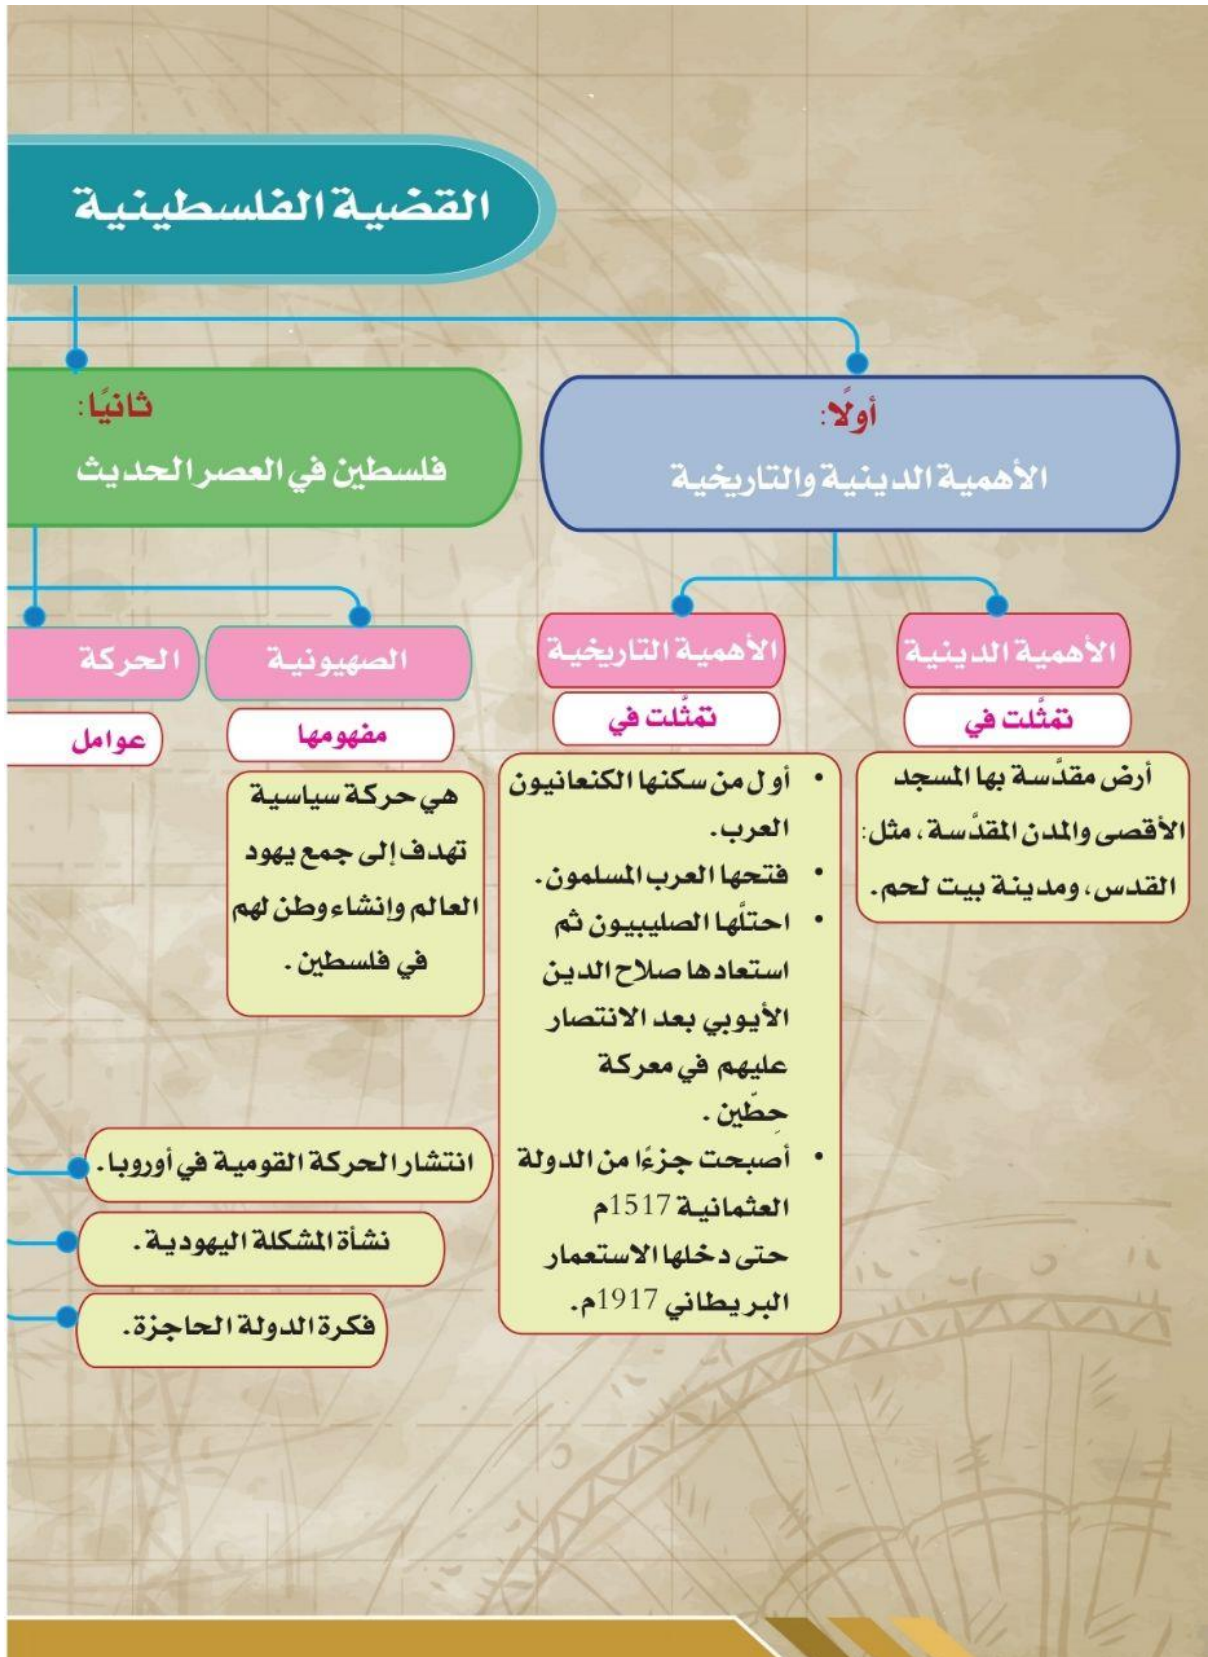 القضية الفلسطينية
أولًا:
الأهمية الدينية والتاريخية
الأهمية الدينية
تمثَّلت في
أرض مقدَّسة بها المسجد
الأقصى والمدن المقدَّسة، مثل:
القدس، ومدينة بيت لحم.
الأهمية التاريخية
تمثَّلت في
• أول من سكنها الكنعانيون
العرب.
• فتحها العرب المسلمون.
• احتلَّها الصليبيون ثم
استعادها صلاح الدين
الأيوبي بعد الانتصار
عليهم في معركة
حِطّين.
• أصبحت جزءًا من الدولة
العثمانية 1517م
حتى دخلها الاستعمار
البريطاني 1917م.
ثانيًا:
فلسطين في العصر الحديث
الصهيونية
مفهومها
هي حركة سياسية
تهدف إلى جمع يهود
العالم وإنشاء وطن لهم
في فلسطين.
الحركة
عوامل
انتشار الحركة القومية في أوروبا.
نشأة المشكلة اليهودية.
فكرة الدولة الحاجزة.